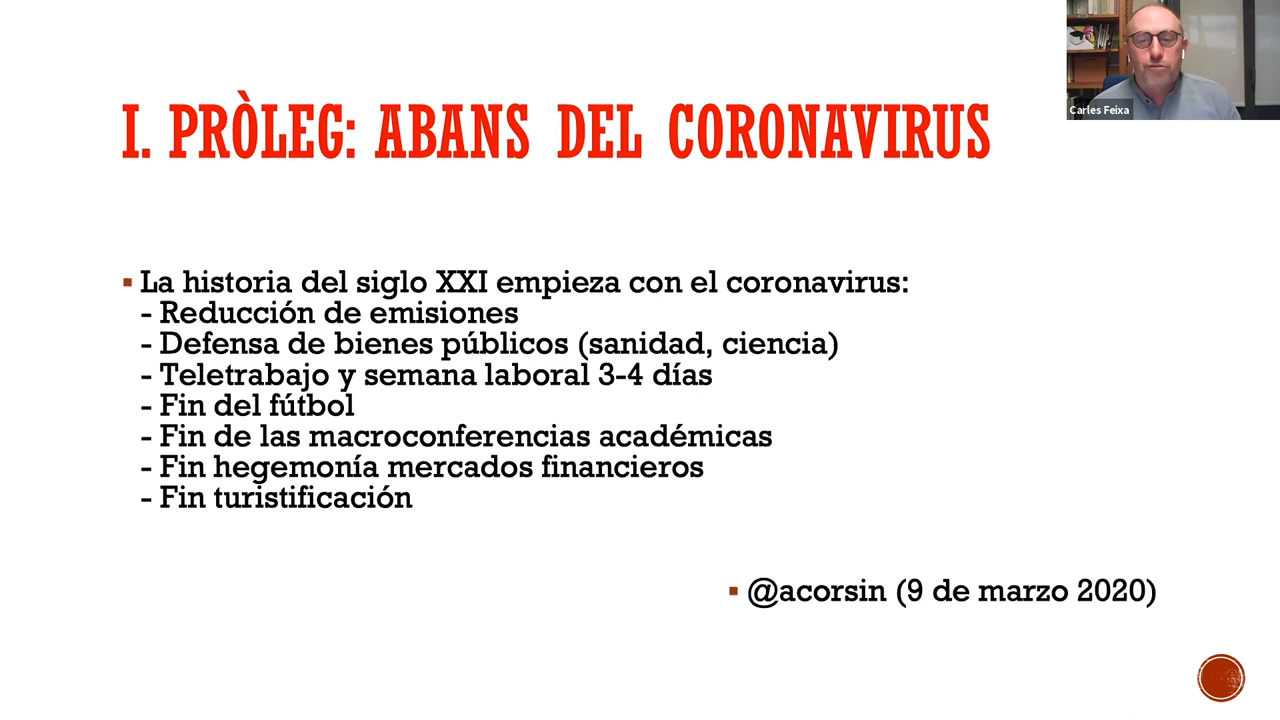 I. PRÒLEG: ABANS DEL CORONAVIRUS
Carles Feixa
▪ La historia del siglo XXI empieza con el coronavirus:
- Reducción de emisiones
- Defensa de bienes públicos (sanidad, ciencia)
- Teletrabajo y semana laboral 3-4 días
- Fin del fútbol
- Fin de las macroconferencias académicas
- Fin hegemonía mercados financieros
- Fin turistificación
▪ @acorsin (9 de marzo 2020)